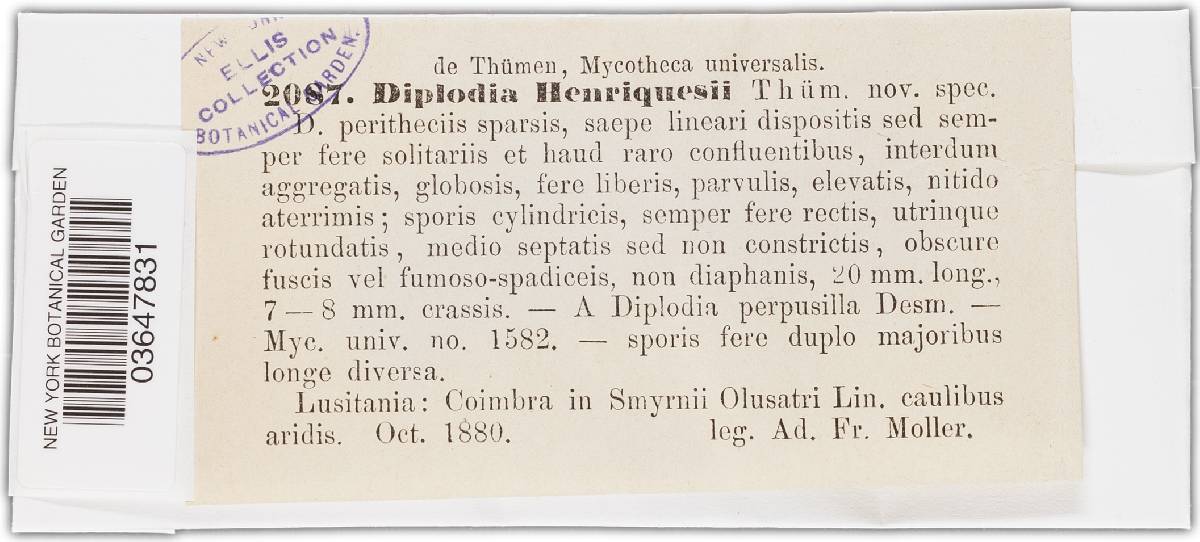 NEW YORK
ELLIS
COLLECTION
BOTANICAL GARDEN.
de Thümen, Mycotheca universalis.
2087. Diplodia Henriquesii Thüm. nov. spec.
D. peritheciis sparsis, saepe lineari dispositis sed sem-
per fere solitariis et haud raro confluentibus, interdum
aggregatis, globosis, fere liberis, parvulis, elevatis, nitido
aterrimis; sporis cylindricis, semper fere rectis, utrinque
rotundatis, medio septatis sed non constrictis, obscure
fuscis vel fumoso-spadiceis, non diaphanis, 20 mm. long.,
7 — 8 mm. crassis. — A Diplodia perpusilla Desm. —
Myc. univ. no. 1582. — sporis fere duplo majoribus
longe diversa.
Lusitania: Coimbra in Smyrnii Olusatri Lin. caulibus
aridis. Oct. 1880. leg. Ad. Fr. Moller.
NEW YORK BOTANICAL GARDEN
03647831